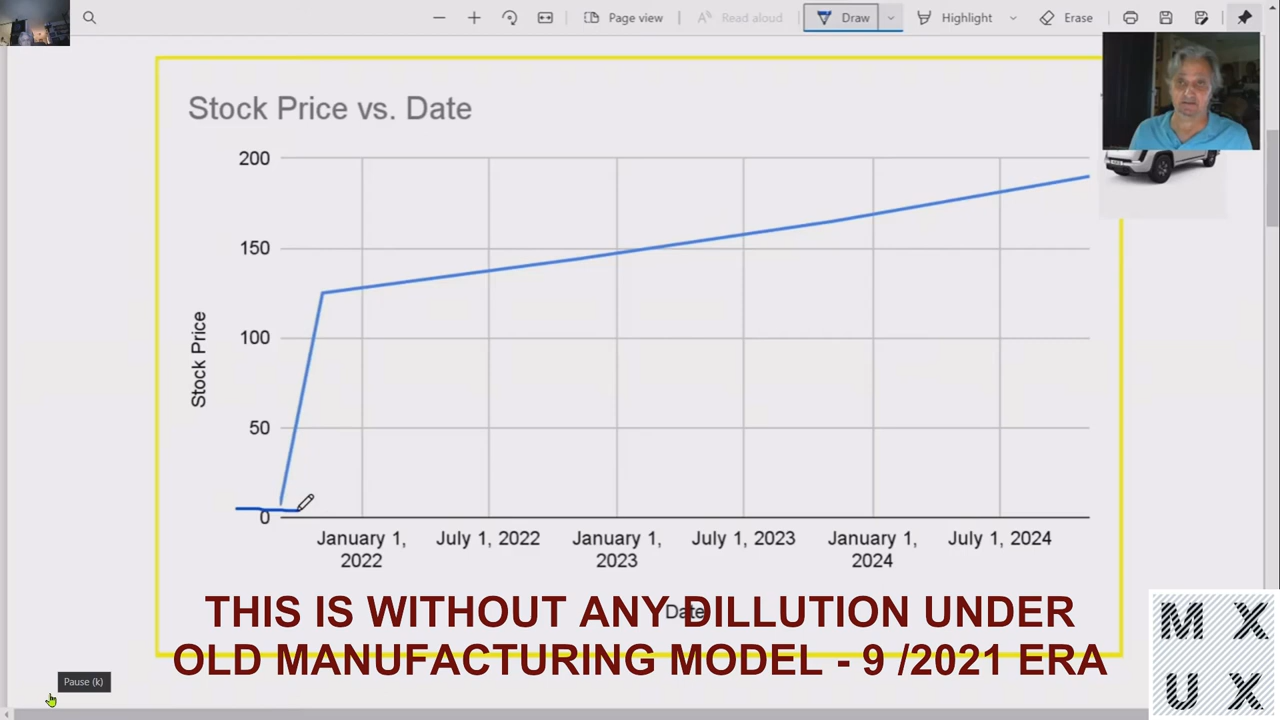 Page view
Read aloud
Draw
Highlight
Erase
Stock Price vs. Date
200
150
100
50
0
Stock Price
January 1, 2022
July 1, 2022
January 1, 2023
July 1, 2023
January 1, 2024
July 1, 2024
Date
THIS IS WITHOUT ANY DILLUTION UNDER
OLD MANUFACTURING MODEL - 9 /2021 ERA
Pause (k)
M X
U X